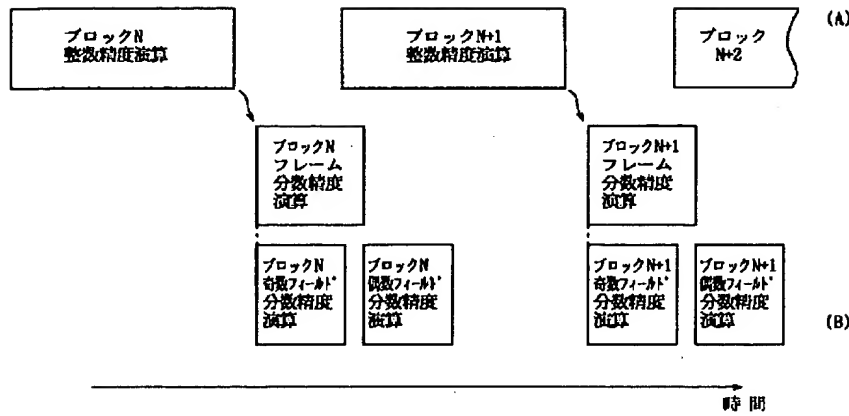 ブロックN
整数精度演算
ブロックN+1
整数精度演算
ブロック
N+2
(A)
ブロックN
フレーム
分数精度
演算
ブロックN+1
フレーム
分数精度
演算
ブロックN
奇数フィールド
分数精度
演算
ブロックN
偶数フィールド
分数精度
演算
ブロックN+1
奇数フィールド
分数精度
演算
ブロックN+1
偶数フィールド
分数精度
演算
(B)
時間